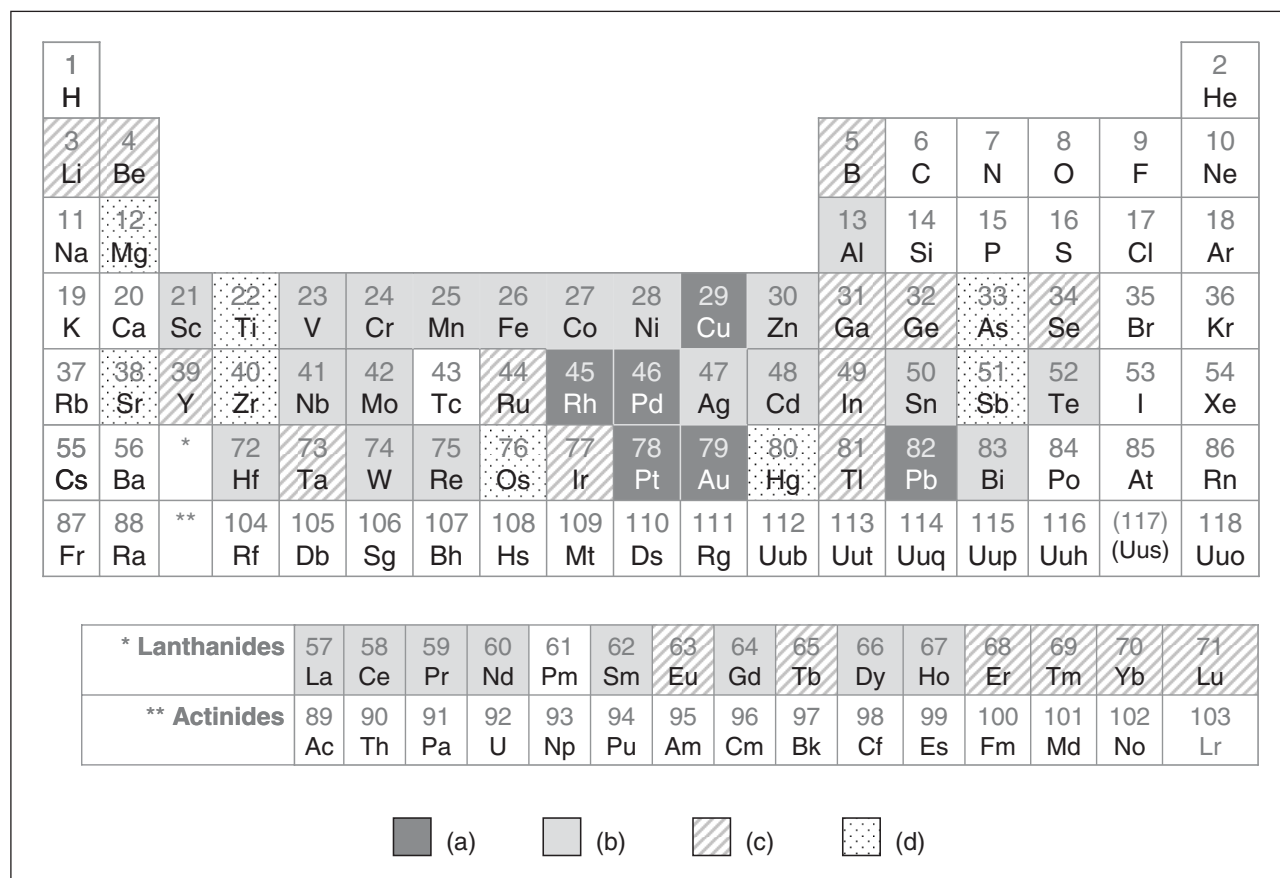 1 2
H He
3 4 5 6 7 8 9 10
Li Be B C N O F Ne
11 12 13 14 15 16 17 18
Na Mg Al Si P S Cl Ar
19 20 21 22 23 24 25 26 27 28 29 30 31 32 33 34 35 36
K Ca Sc Ti V Cr Mn Fe Co Ni Cu Zn Ga Ge As Se Br Kr
37 38 39 40 41 42 43 44 45 46 47 48 49 50 51 52 53 54
Rb Sr Y Zr Nb Mo Tc Ru Rh Pd Ag Cd In Sn Sb Te I Xe
55 56 * 72 73 74 75 76 77 78 79 80 81 82 83 84 85 86
Cs Ba Hf Ta W Re Os Ir Pt Au Hg Tl Pb Bi Po At Rn
87 88 ** 104 105 106 107 108 109 110 111 112 113 114 115 116 (117) 118
Fr Ra Rf Db Sg Bh Hs Mt Ds Rg Uub Uut Uuq Uup Uuh (Uus) Uuo
* Lanthanides 57 58 59 60 61 62 63 64 65 66 67 68 69 70 71
La Ce Pr Nd Pm Sm Eu Gd Tb Dy Ho Er Tm Yb Lu
** Actinides 89 90 91 92 93 94 95 96 97 98 99 100 101 102 103
Ac Th Pa U Np Pu Am Cm Bk Cf Es Fm Md No Lr
(a) (b) (c) (d)